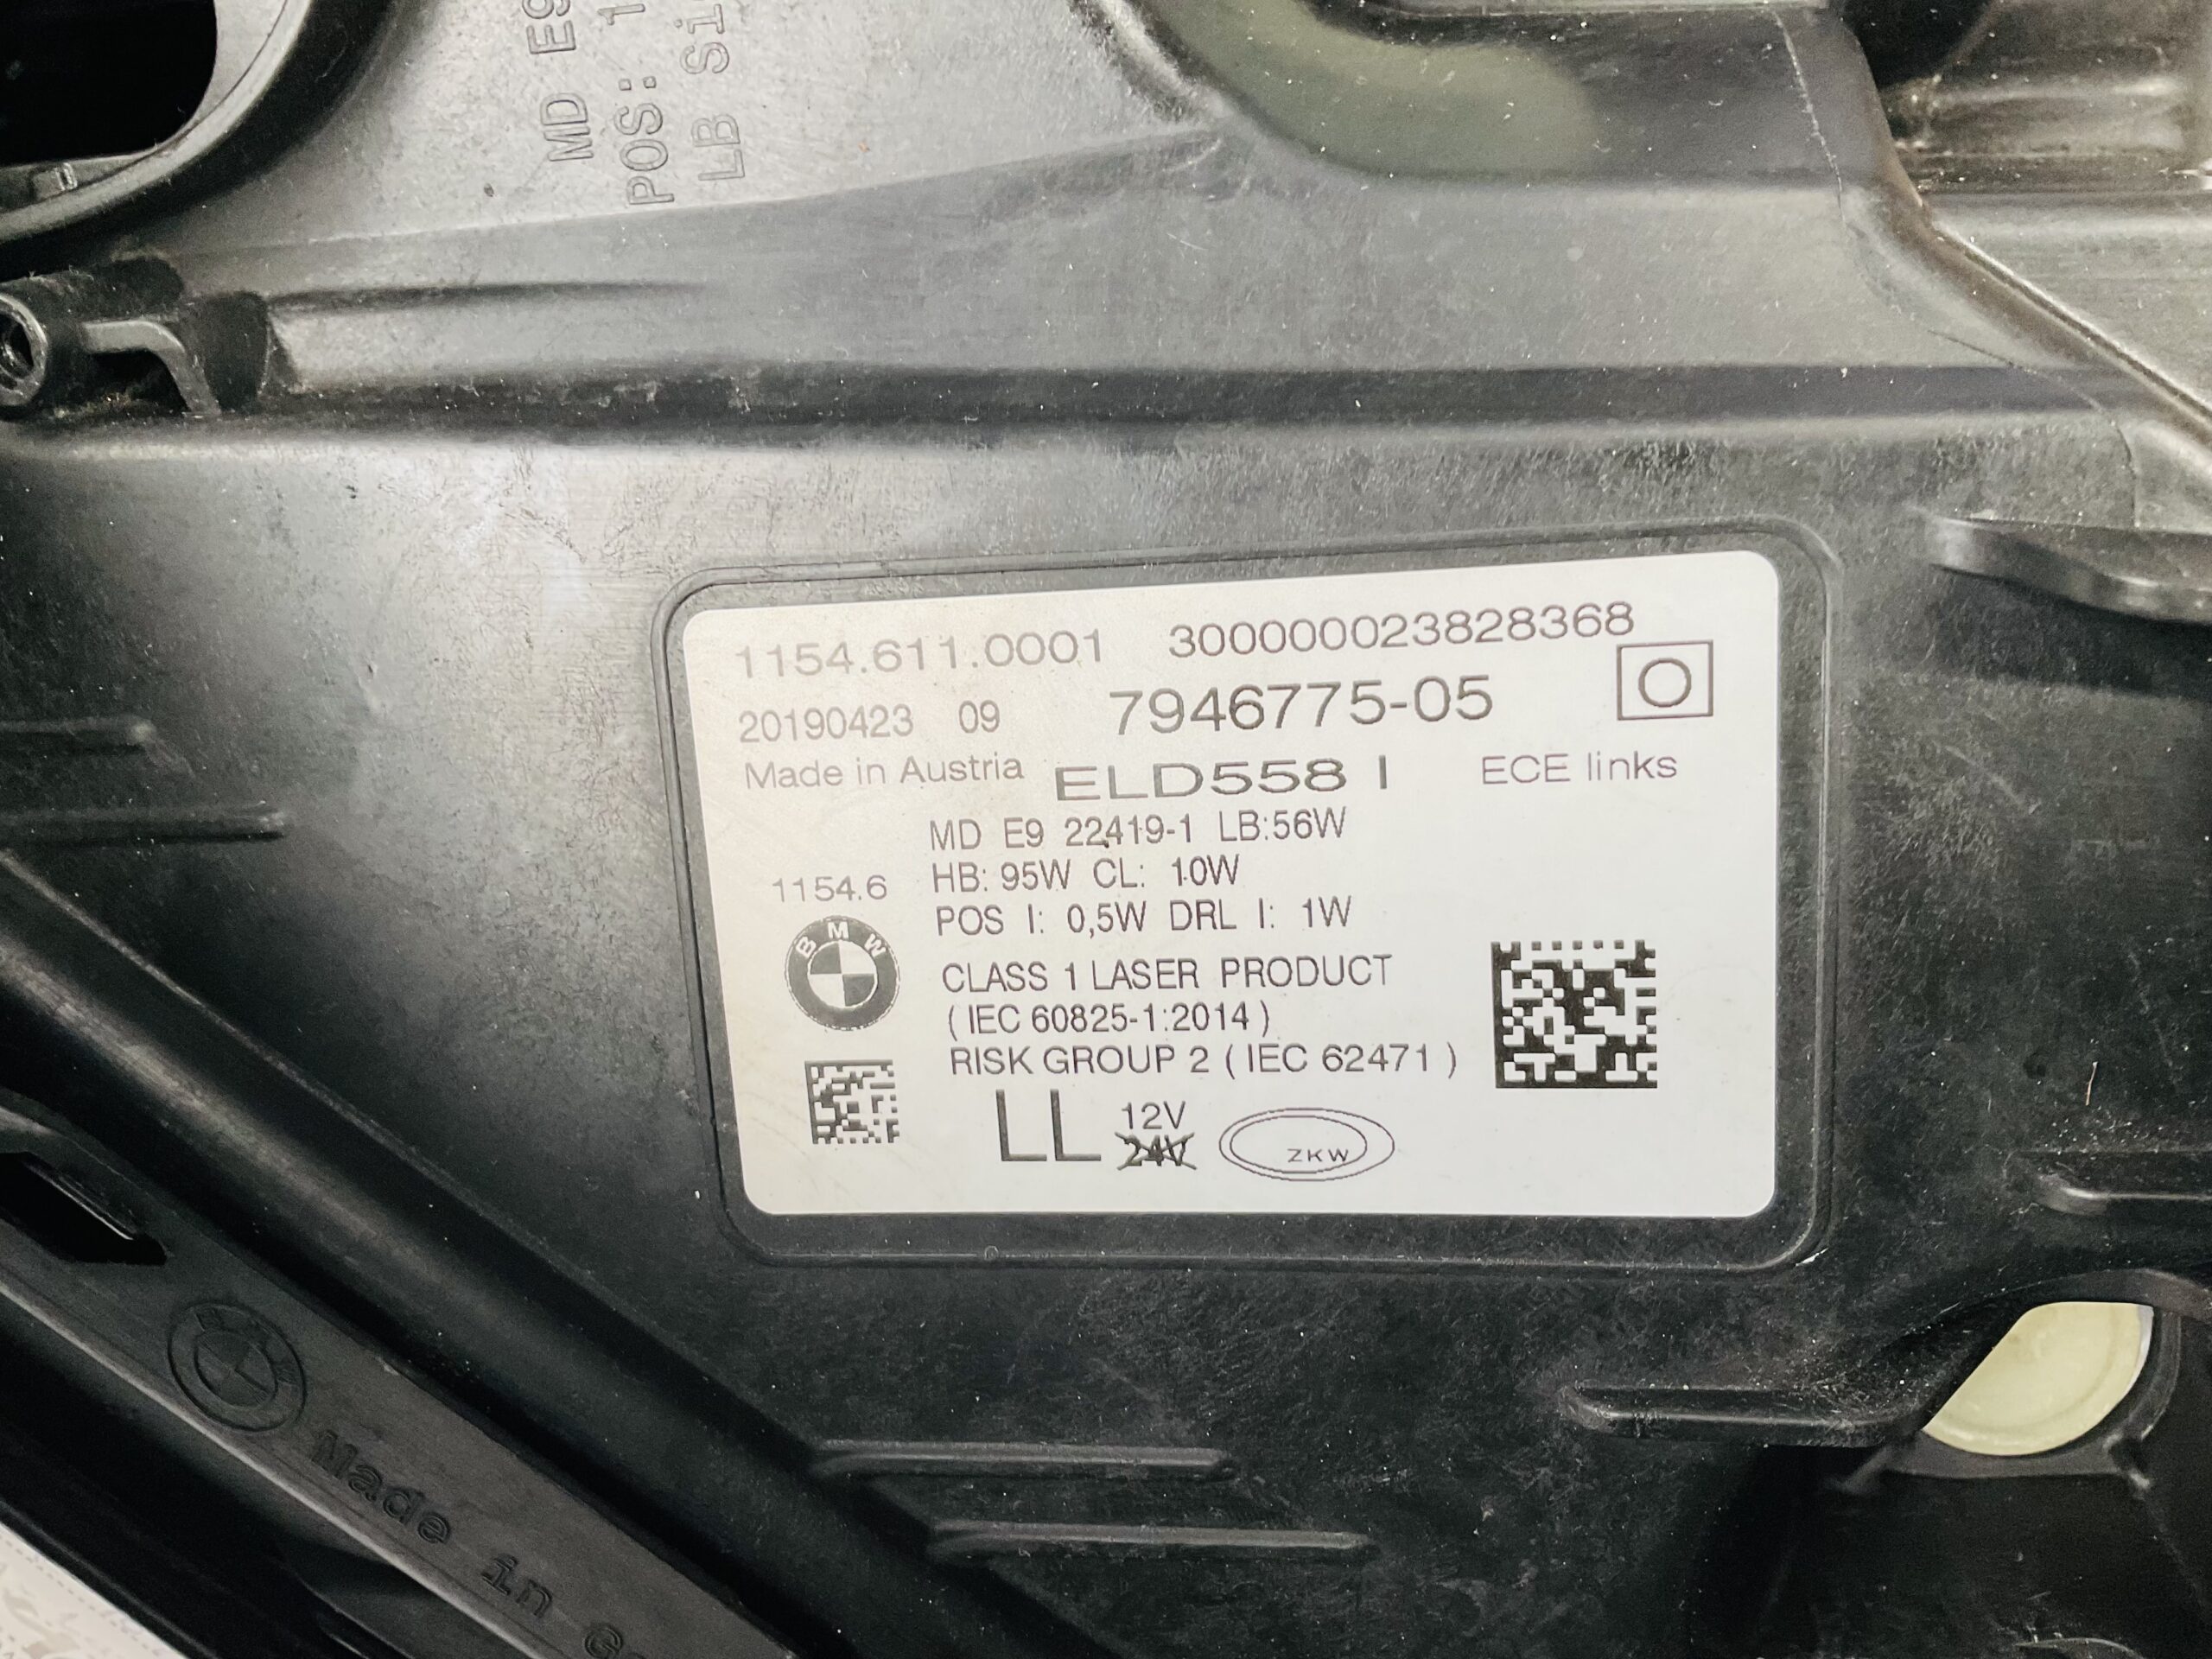 MD E9
POS: 1
LB Si
1154.611.0001 300000023828368
20190423 09 7946775-05
Made in Austria ELD558 I ECE links
MD E9 22419-1 LB:56W
1154.6 HB: 95W CL: 10W
POS I: 0,5W DRL I: 1W
BMW
CLASS 1 LASER PRODUCT
( IEC 60825-1:2014 )
RISK GROUP 2 ( IEC 62471 )
LL 12V
24V
ZKW
Made in